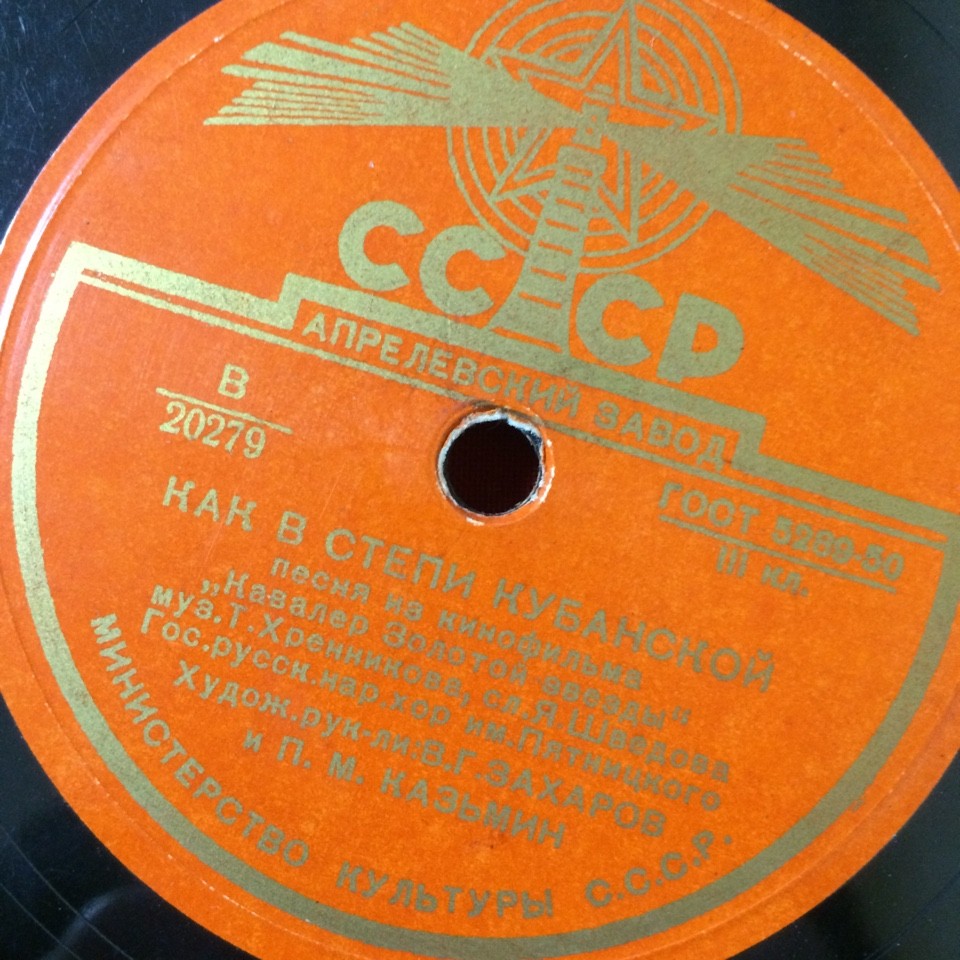 СССР
АПРЕЛЕВСКИЙ ЗАВОД
В
20279
ГОСТ 5289-50
III кл.
КАК В СТЕПИ КУБАНСКОЙ
песня из кинофильма
„Кавалер Золотой звезды"
муз.Т.Хренникова, сл.Я.Шведова
Гос.русск.нар.хор им.Пятницкого
Худож.рук-ли:В.Г.ЗАХАРОВ
и П. М. КАЗЬМИН
МИНИСТЕРСТВО КУЛЬТУРЫ С.С.С.Р.